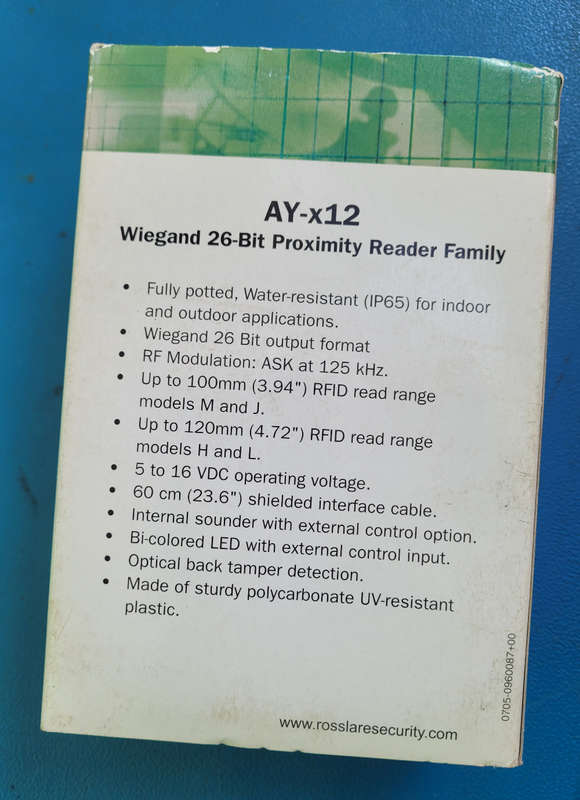 AY-x12
Wiegand 26-Bit Proximity Reader Family
• Fully potted, Water-resistant (IP65) for indoor
and outdoor applications.
• Wiegand 26 Bit output format
• RF Modulation: ASK at 125 kHz.
• Up to 100mm (3.94") RFID read range
models M and J.
• Up to 120mm (4.72") RFID read range
models H and L.
• 5 to 16 VDC operating voltage.
• 60 cm (23.6") shielded interface cable.
• Internal sounder with external control option.
• Bi-colored LED with external control input.
• Optical back tamper detection.
• Made of sturdy polycarbonate UV-resistant
plastic.
0705-0960087+00
www.rosslaresecurity.com